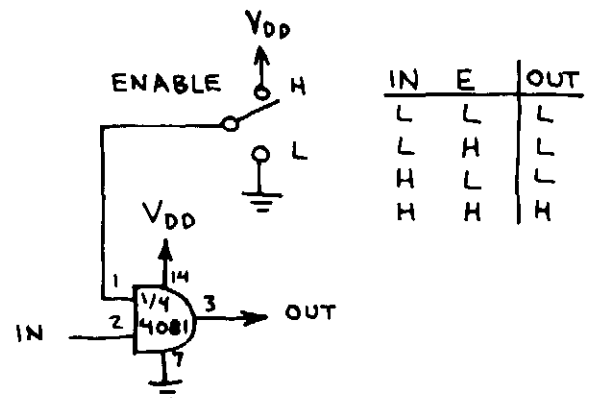 VDD
ENABLE H
L
VDD
14
1
1/4
4081
2
3
7
IN
OUT
IN E OUT
L L L
L H L
H L L
H H H